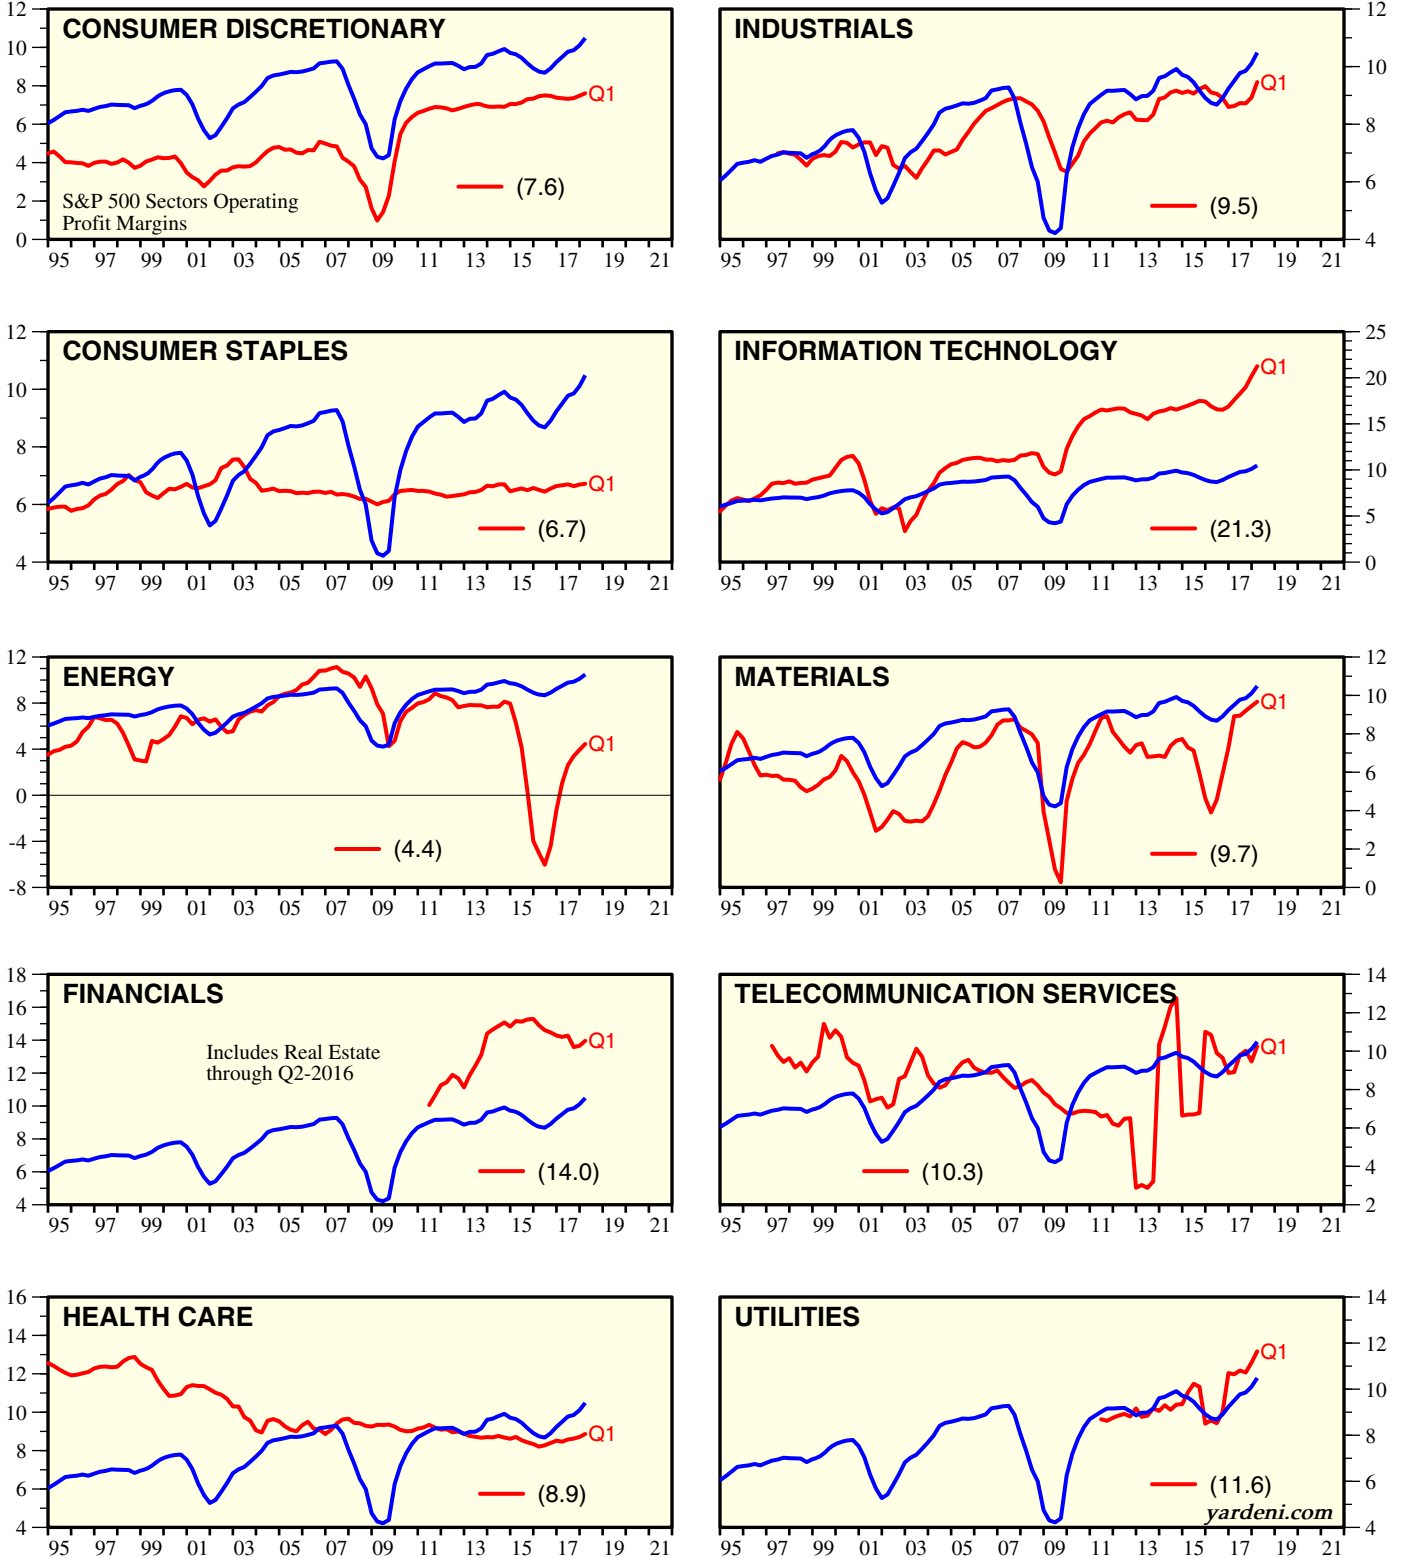 CONSUMER DISCRETIONARY
12
10
8
6
4
2
0
Q1
(7.6)
S&P 500 Sectors Operating
Profit Margins
95 97 99 01 03 05 07 09 11 13 15 17 19 21
INDUSTRIALS
12
10
8
6
4
Q1
(9.5)
95 97 99 01 03 05 07 09 11 13 15 17 19 21
CONSUMER STAPLES
12
10
8
6
4
Q1
(6.7)
95 97 99 01 03 05 07 09 11 13 15 17 19 21
INFORMATION TECHNOLOGY
25
20
15
10
5
0
Q1
(21.3)
95 97 99 01 03 05 07 09 11 13 15 17 19 21
ENERGY
12
8
4
0
-4
-8
Q1
(4.4)
95 97 99 01 03 05 07 09 11 13 15 17 19 21
MATERIALS
12
10
8
6
4
2
0
Q1
(9.7)
95 97 99 01 03 05 07 09 11 13 15 17 19 21
FINANCIALS
18
16
14
12
10
8
6
4
Q1
Includes Real Estate
through Q2-2016
(14.0)
95 97 99 01 03 05 07 09 11 13 15 17 19 21
TELECOMMUNICATION SERVICES
14
12
10
8
6
4
2
Q1
(10.3)
95 97 99 01 03 05 07 09 11 13 15 17 19 21
HEALTH CARE
16
14
12
10
8
6
4
Q1
(8.9)
95 97 99 01 03 05 07 09 11 13 15 17 19 21
UTILITIES
14
12
10
8
6
4
Q1
(11.6)
yardeni.com
95 97 99 01 03 05 07 09 11 13 15 17 19 21